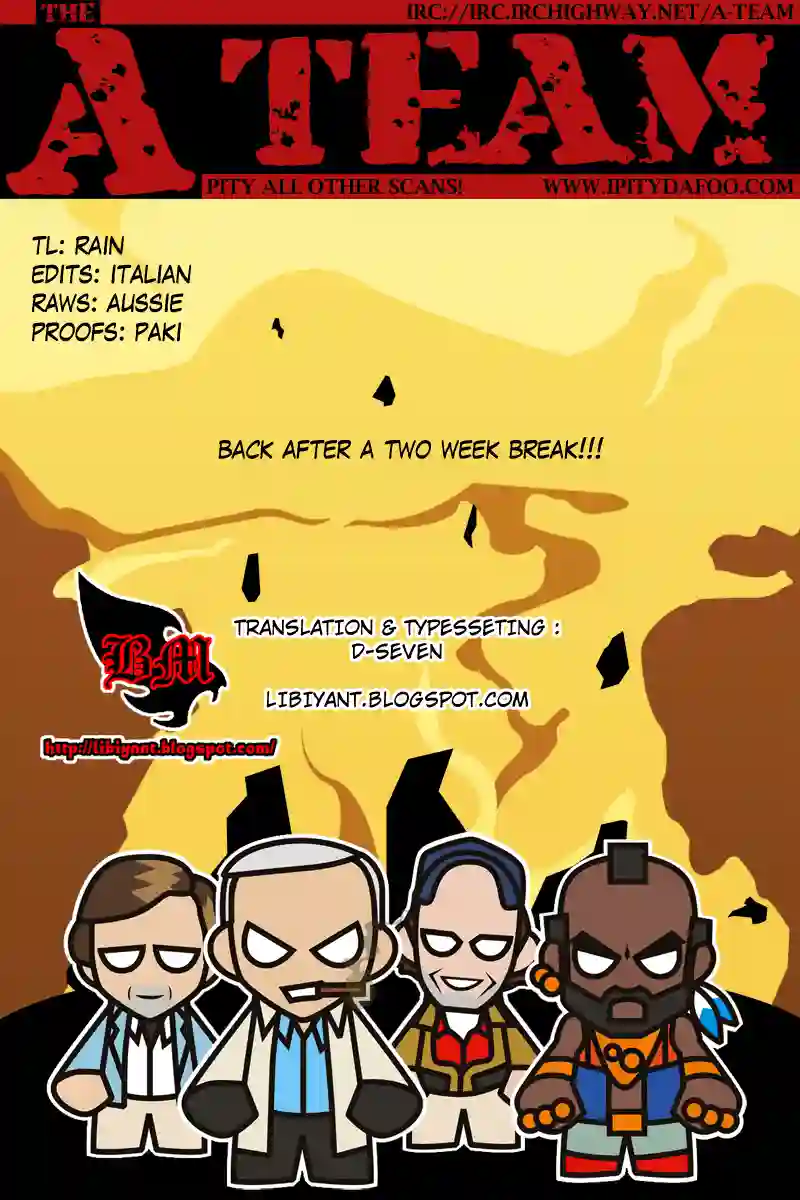 THE
IRC://IRC.IRCHIGHWAY.NET/A-TEAM
A TEAM
PITY ALL OTHER SCANS!
WWW.IPITYDAFOO.COM
TL: RAIN
EDITS: ITALIAN
RAWS: AUSSIE
PROOFS: PAKI
BACK AFTER A TWO WEEK BREAK!!!
BM
http://libiyant.blogspot.com/
TRANSLATION & TYPESSETING :
D-SEVEN
LIBIYANT.BLOGSPOT.COM